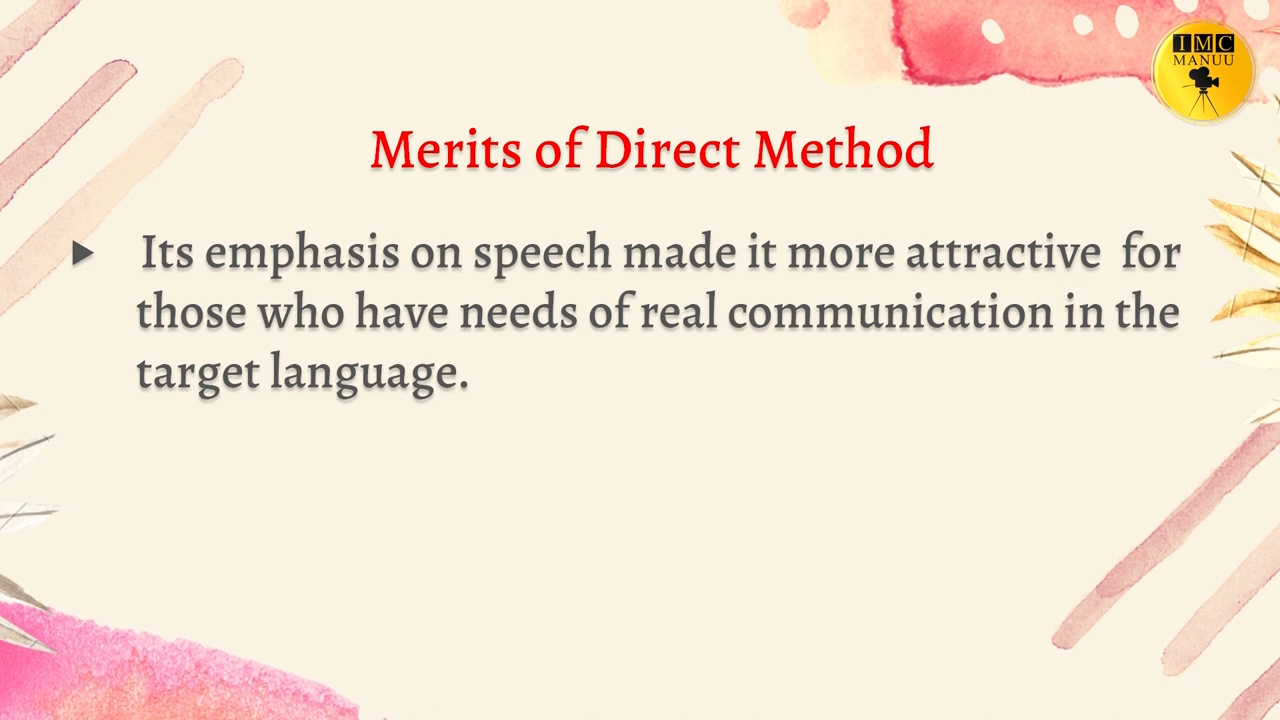 IMC
MANUU
Merits of Direct Method
▶ Its emphasis on speech made it more attractive for
those who have needs of real communication in the
target language.